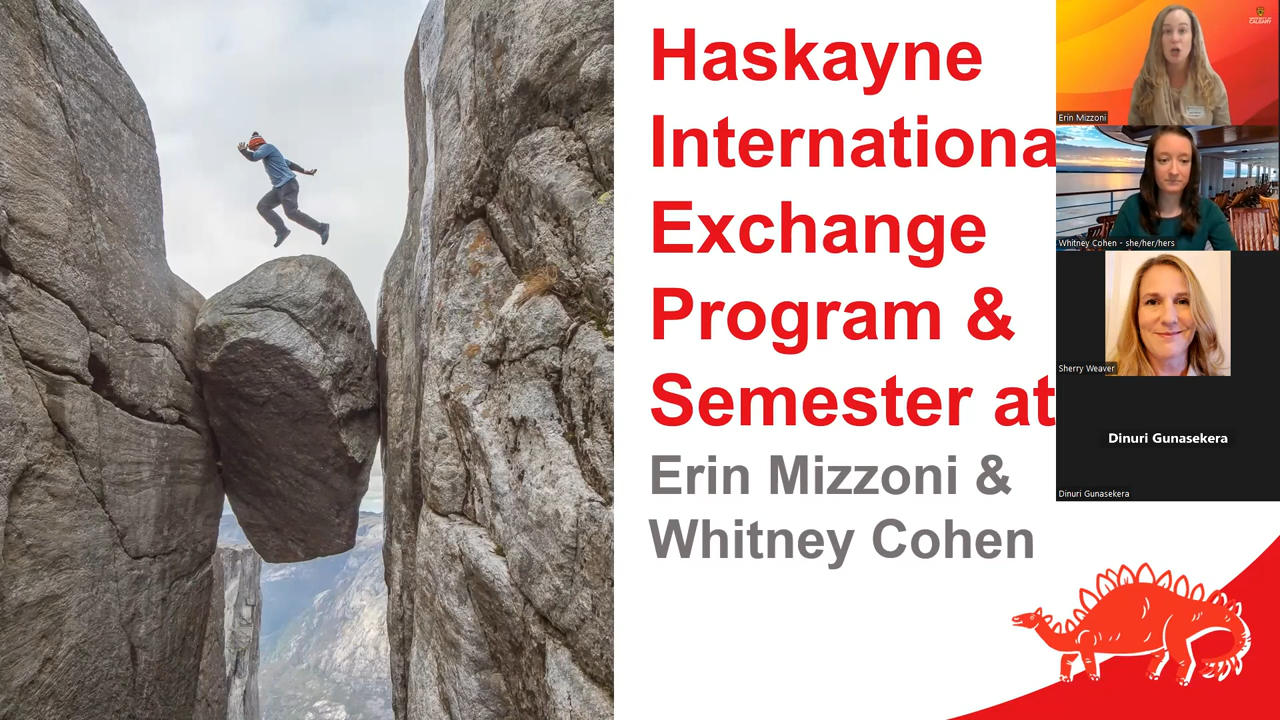 Haskayne
Internationa
Exchange
Program &
Semester at
Erin Mizzoni &
Whitney Cohen
CALGARY
Erin Mizzoni
Whitney Cohen - she/her/hers
Sherry Weaver
Dinuri Gunasekera
Dinuri Gunasekera